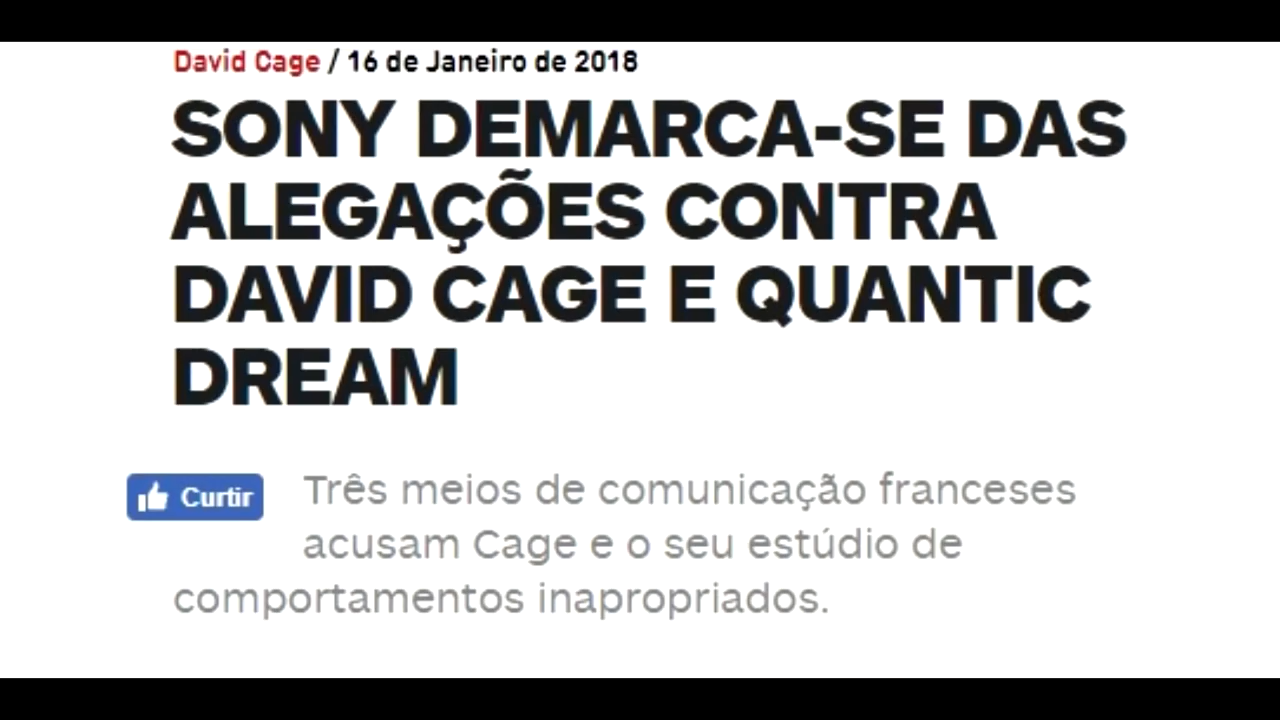 David Cage / 16 de Janeiro de 2018
SONY DEMARCA-SE DAS
ALEGAÇÕES CONTRA
DAVID CAGE E QUANTIC
DREAM
Curtir
Três meios de comunicação franceses
acusam Cage e o seu estúdio de
comportamentos inapropriados.